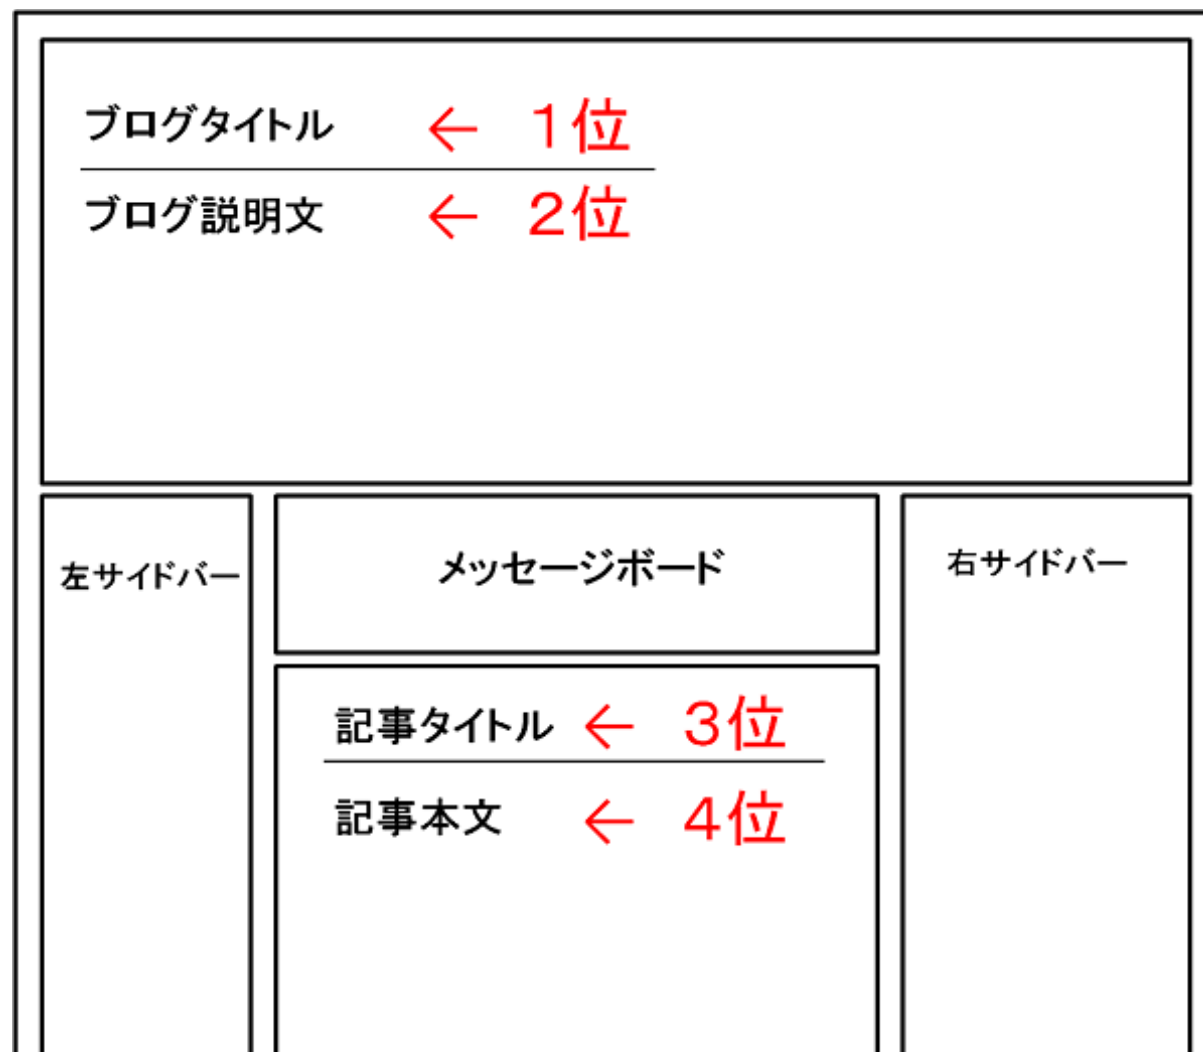 ブログタイトル ← 1位
ブログ説明文 ← 2位
左サイドバー
メッセージボード
右サイドバー
記事タイトル ← 3位
記事本文 ← 4位